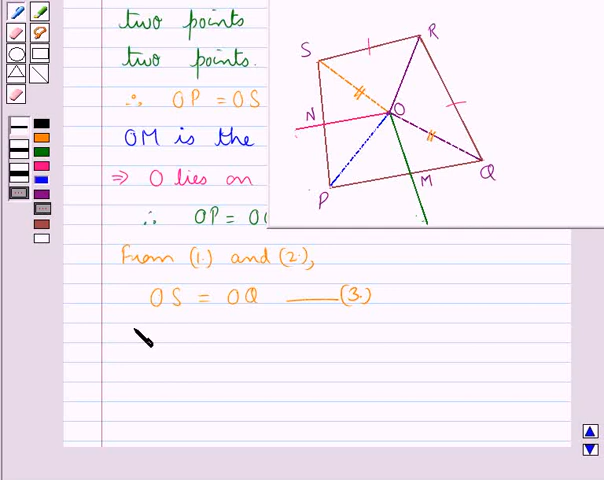 two points
two points.
∴ OP = OS
OM is the
⇒ O lies on
∴ OP = OQ
From (1.) and (2.),
OS = OQ ——(3.)
S
R
N
O
P
M
Q